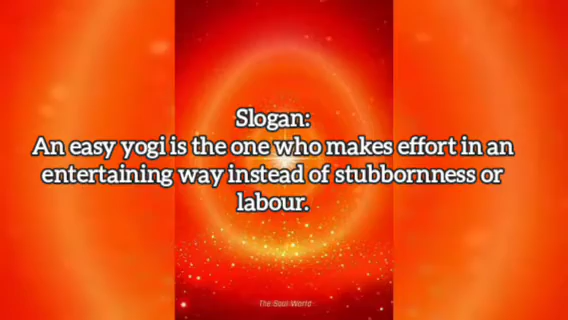 Slogan:
An easy yogi is the one who makes effort in an
entertaining way instead of stubbornness or
labour.
The Soul World